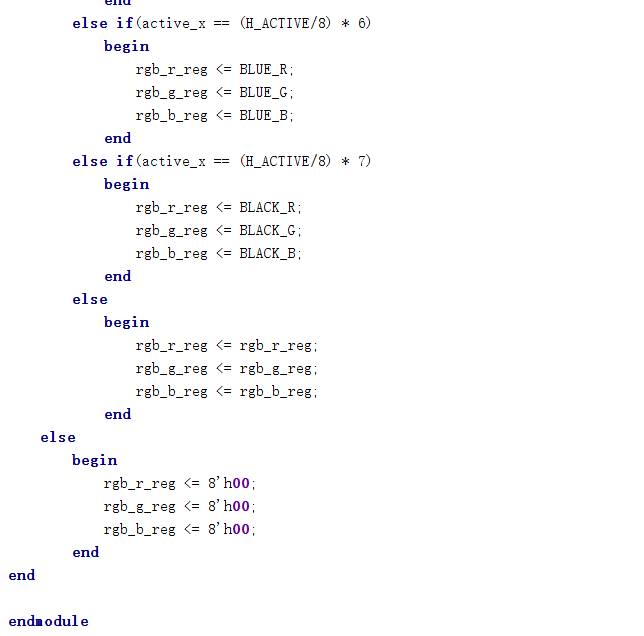 end
else if(active_x == (H_ACTIVE/8) * 6)
begin
rgb_r_reg <= BLUE_R;
rgb_g_reg <= BLUE_G;
rgb_b_reg <= BLUE_B;
end
else if(active_x == (H_ACTIVE/8) * 7)
begin
rgb_r_reg <= BLACK_R;
rgb_g_reg <= BLACK_G;
rgb_b_reg <= BLACK_B;
end
else
begin
rgb_r_reg <= rgb_r_reg;
rgb_g_reg <= rgb_g_reg;
rgb_b_reg <= rgb_b_reg;
end
else
begin
rgb_r_reg <= 8'h00;
rgb_g_reg <= 8'h00;
rgb_b_reg <= 8'h00;
end
end
endmodule